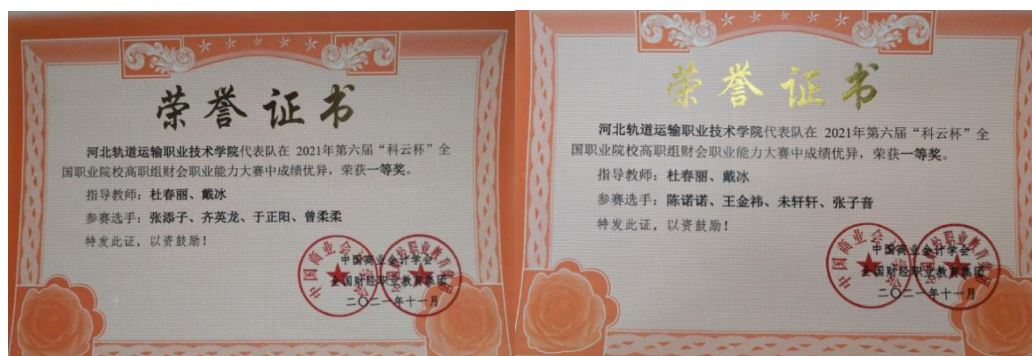 荣誉证书
河北轨道运输职业技术学院代表队在 2021年第六届“科云杯”全
国职业院校高职组财会职业能力大赛中成绩优异，荣获一等奖。
指导教师：杜春丽、戴冰
参赛选手：张添子、齐英龙、于正阳、曾柔柔
特发此证，以资鼓励！
中国商业会计学会
全国财经职业教育集团
二〇二一年十一月
荣誉证书
河北轨道运输职业技术学院代表队在 2021年第六届“科云杯”全
国职业院校高职组财会职业能力大赛中成绩优异，荣获一等奖。
指导教师：杜春丽、戴冰
参赛选手：陈诺诺、王金祎、未轩轩、张子音
特发此证，以资鼓励！
中国商业会计学会
全国财经职业教育集团
二〇二一年十一月